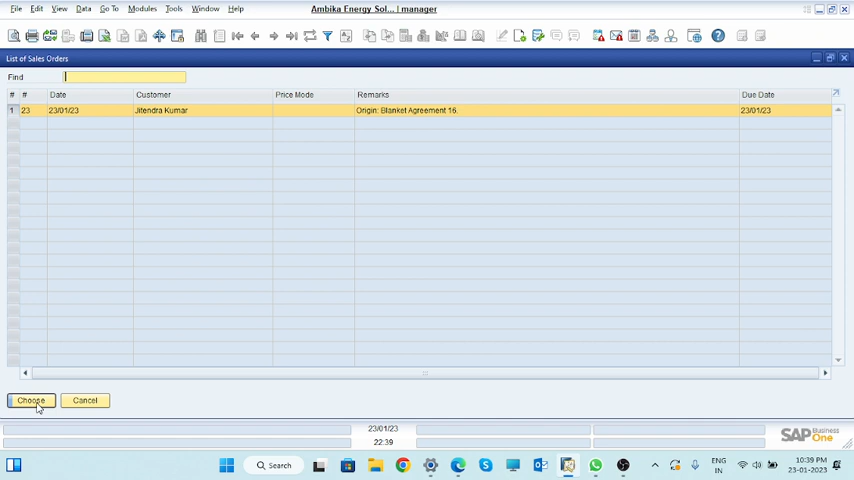 File Edit View Data Go To Modules Tools Window Help Ambika Energy Sol... | manager
List of Sales Orders
Find
# # Date Customer Price Mode Remarks Due Date
1 23 23/01/23 Jitendra Kumar Origin: Blanket Agreement 16. 23/01/23
Choose Cancel
23/01/23
22:39
SAP Business One
Search
ENG
IN
10:39 PM
23-01-2023